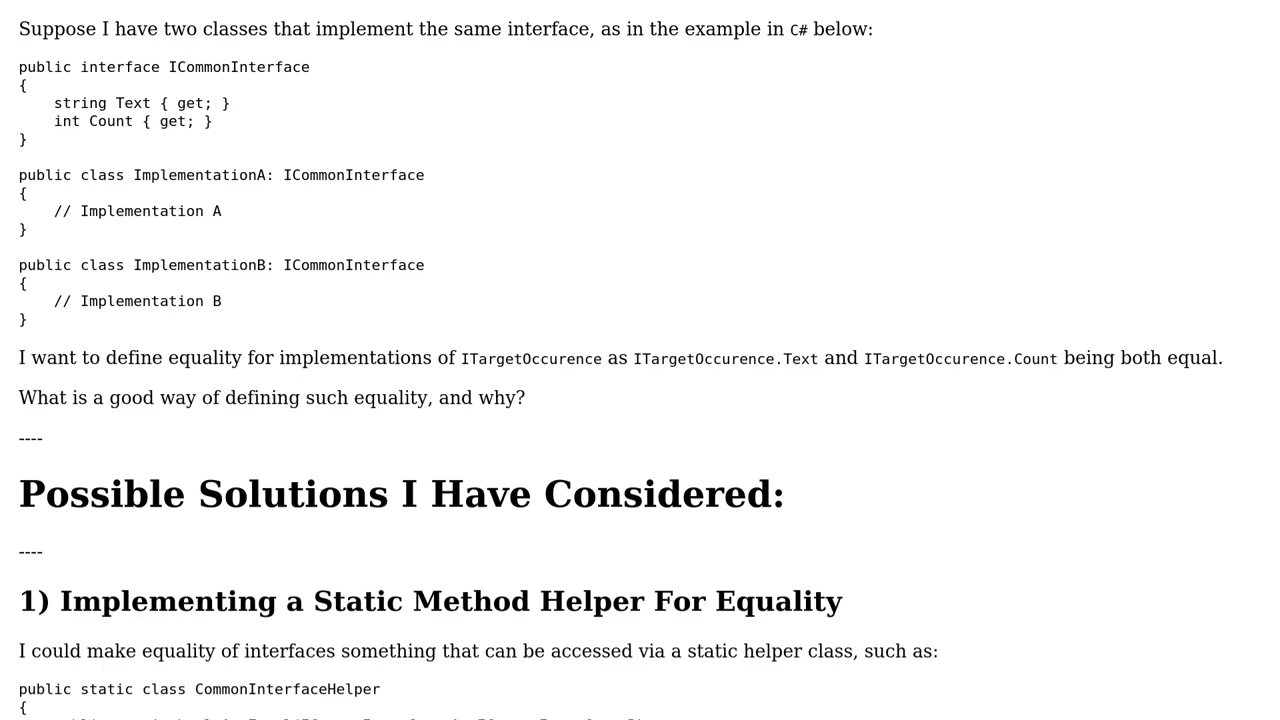 Suppose I have two classes that implement the same interface, as in the example in C# below:
public interface ICommonInterface
{
    string Text { get; }
    int Count { get; }
}
public class ImplementationA: ICommonInterface
{
    // Implementation A
}
public class ImplementationB: ICommonInterface
{
    // Implementation B
}
I want to define equality for implementations of ITargetOccurence as ITargetOccurence.Text and ITargetOccurence.Count being both equal.
What is a good way of defining such equality, and why?
----
Possible Solutions I Have Considered:
----
1) Implementing a Static Method Helper For Equality
I could make equality of interfaces something that can be accessed via a static helper class, such as:
public static class CommonInterfaceHelper
{